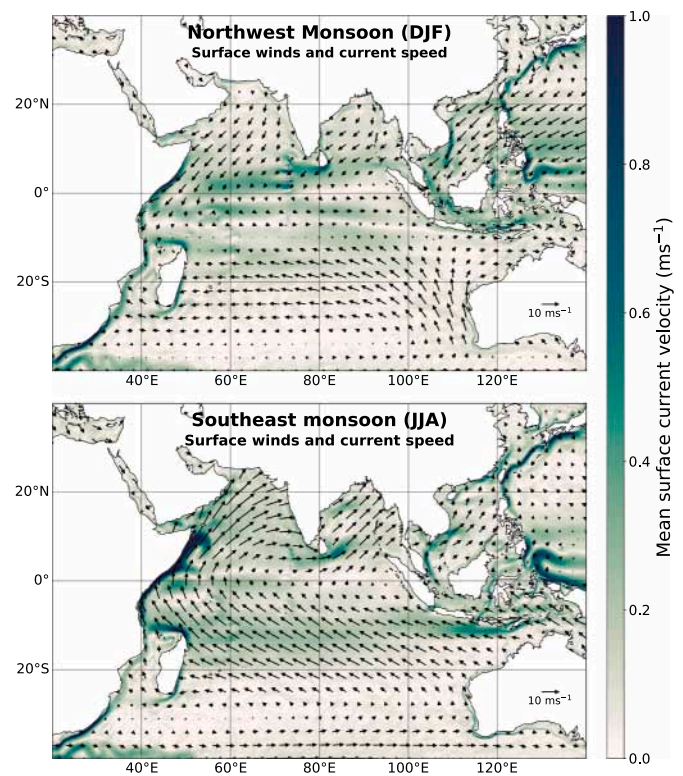 Northwest Monsoon (DJF)
Surface winds and current speed
20°N
0°
20°S
10 ms⁻¹
40°E 60°E 80°E 100°E 120°E
Southeast monsoon (JJA)
Surface winds and current speed
20°N
0°
20°S
10 ms⁻¹
40°E 60°E 80°E 100°E 120°E
1.0
0.8
0.6
0.4
0.2
0.0
Mean surface current velocity (ms⁻¹)